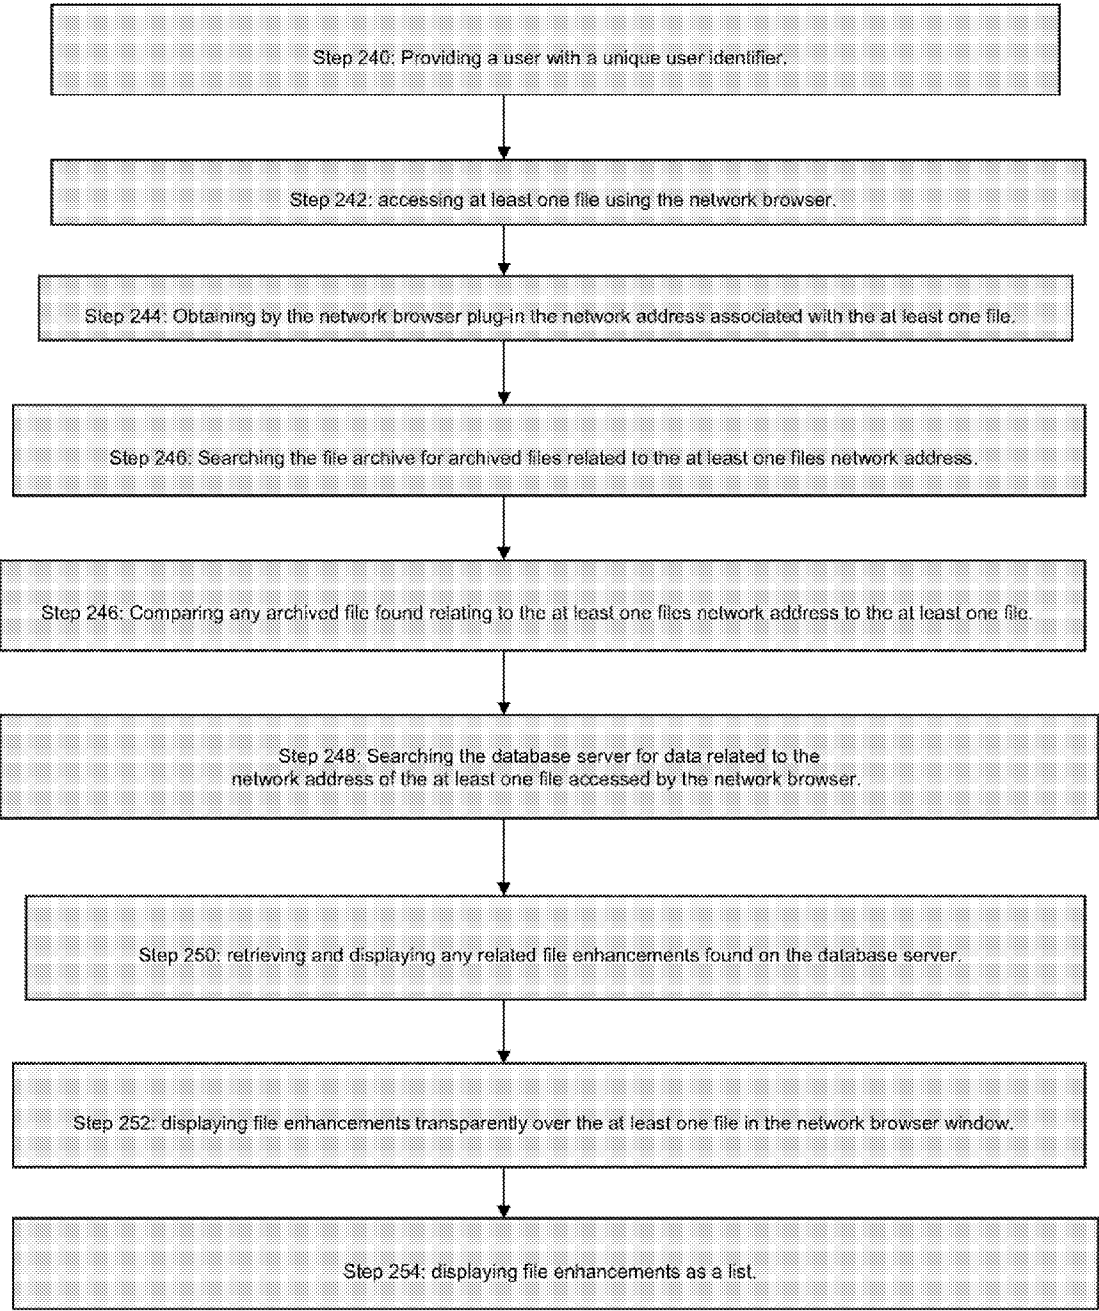 Step 240: Providing a user with a unique user identifier.
Step 242: accessing at least one file using the network browser.
Step 244: Obtaining by the network browser plug-in the network address associated with the at least one file.
Step 246: Searching the file archive for archived files related to the at least one files network address.
Step 246: Comparing any archived file found relating to the at least one files network address to the at least one file.
Step 248: Searching the database server for data related to the
network address of the at least one file accessed by the network browser.
Step 250: retrieving and displaying any related file enhancements found on the database server.
Step 252: displaying file enhancements transparently over the at least one file in the network browser window.
Step 254: displaying file enhancements as a list.